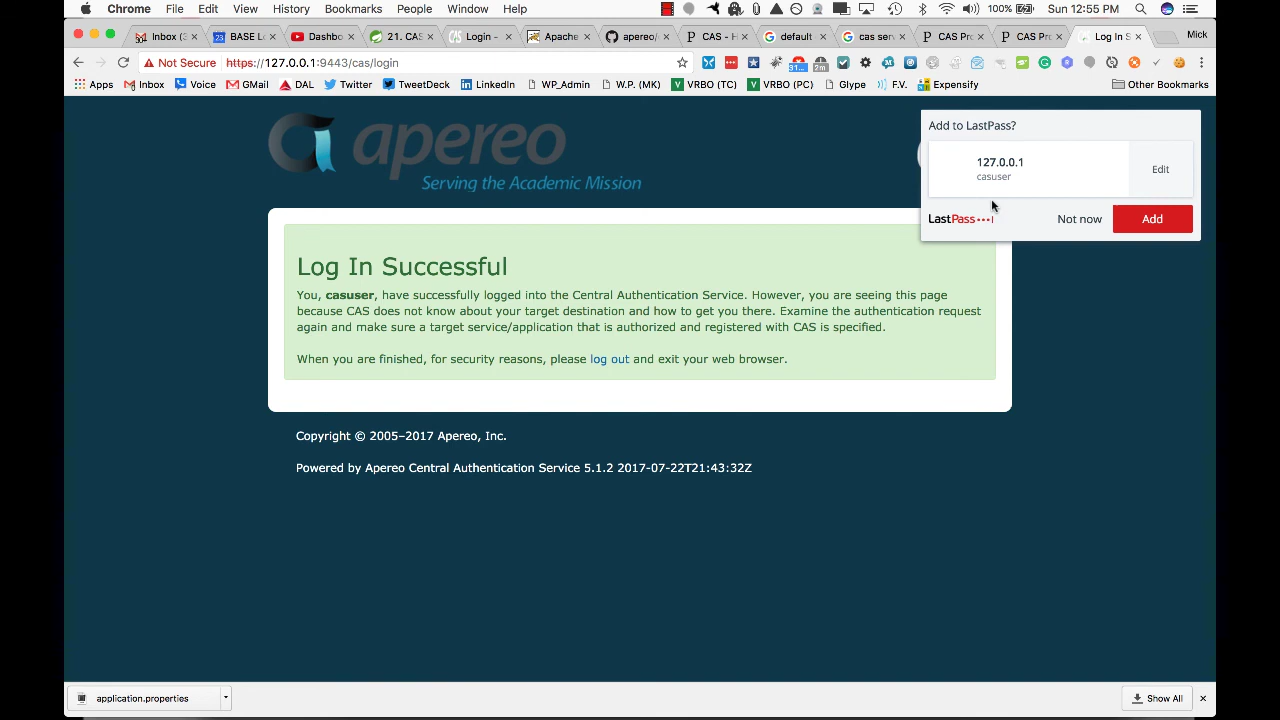 Chrome File Edit View History Bookmarks People Window Help 100% Sun 12:55 PM
Inbox (3 BASE Lo Dashbo 21. CAS Login - Apache apereo/ CAS - H default cas serv CAS Pro CAS Pro Log In S Mick
Not Secure https://127.0.0.1:9443/cas/login
Apps Inbox Voice GMail DAL Twitter TweetDeck LinkedIn WP_Admin W.P. (MK) VRBO (TC) VRBO (PC) Glype F.V. Expensify Other Bookmarks
apereo
Serving the Academic Mission
Add to LastPass?
127.0.0.1
casuser
Edit
LastPass
Not now
Add
Log In Successful
You, casuser, have successfully logged into the Central Authentication Service. However, you are seeing this page
because CAS does not know about your target destination and how to get you there. Examine the authentication request
again and make sure a target service/application that is authorized and registered with CAS is specified.
When you are finished, for security reasons, please log out and exit your web browser.
Copyright © 2005–2017 Apereo, Inc.
Powered by Apereo Central Authentication Service 5.1.2 2017-07-22T21:43:32Z
application.properties
Show All